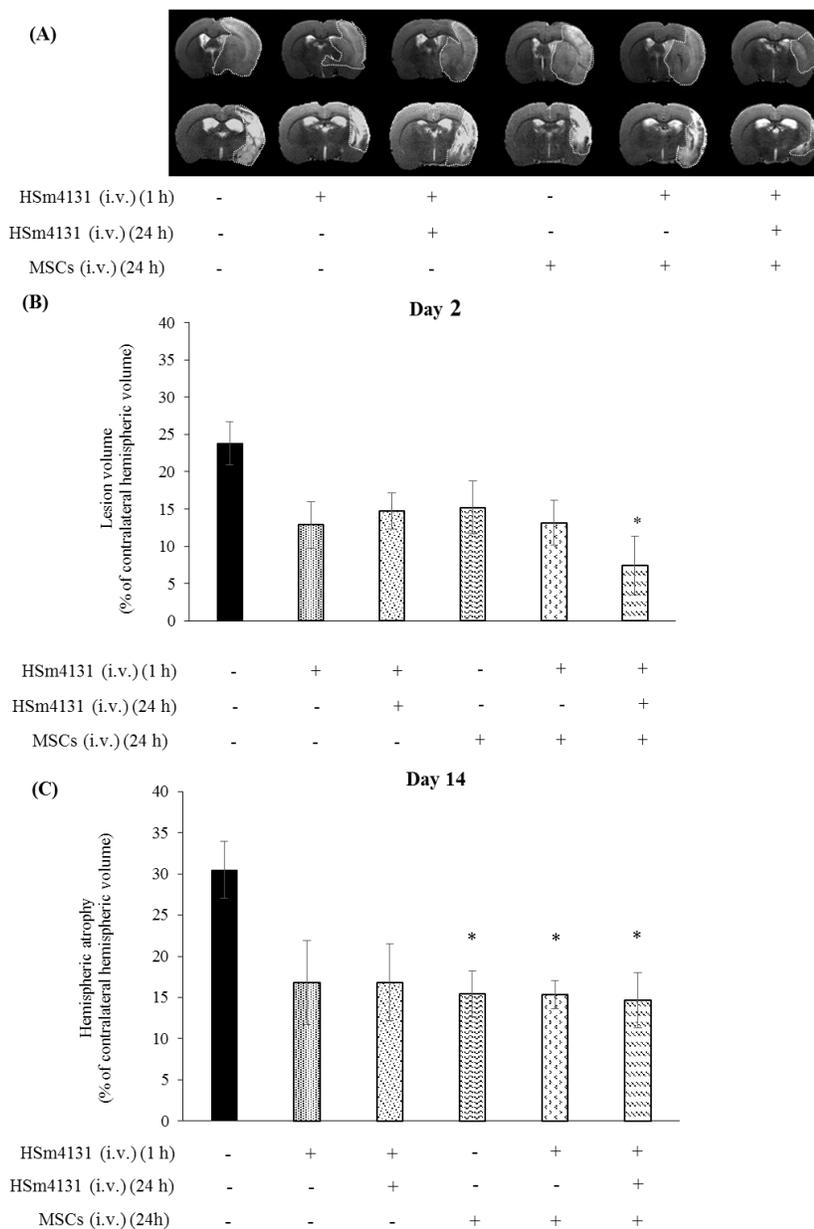 (A)
HSm4131 (i.v.) (1 h) - + + - + +
HSm4131 (i.v.) (24 h) - - + - - +
MSCs (i.v.) (24 h) - - - + + +
(B)
Day 2
Lesion volume
(% of contralateral hemispheric volume)
40
35
30
25
20
15
10
5
0
*
HSm4131 (i.v.) (1 h) - + + - + +
HSm4131 (i.v.) (24 h) - - + - - +
MSCs (i.v.) (24 h) - - - + + +
(C)
Day 14
Hemispheric atrophy
(% of contralateral hemispheric volume)
40
35
30
25
20
15
10
5
0
* * *
HSm4131 (i.v.) (1 h) - + + - + +
HSm4131 (i.v.) (24 h) - - + - - +
MSCs (i.v.) (24h) - - - + + +